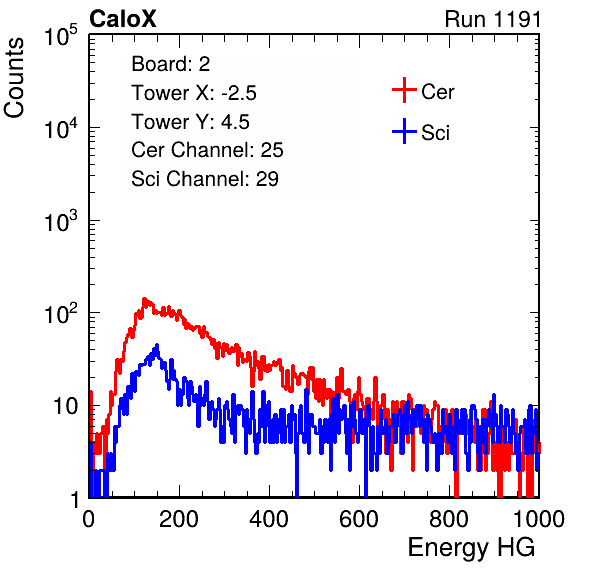 CaloX Run 1191
Counts
10^5
10^4
10^3
10^2
10
1
Board: 2
Tower X: -2.5
Tower Y: 4.5
Cer Channel: 25
Sci Channel: 29
Cer
Sci
0 200 400 600 800 1000
Energy HG